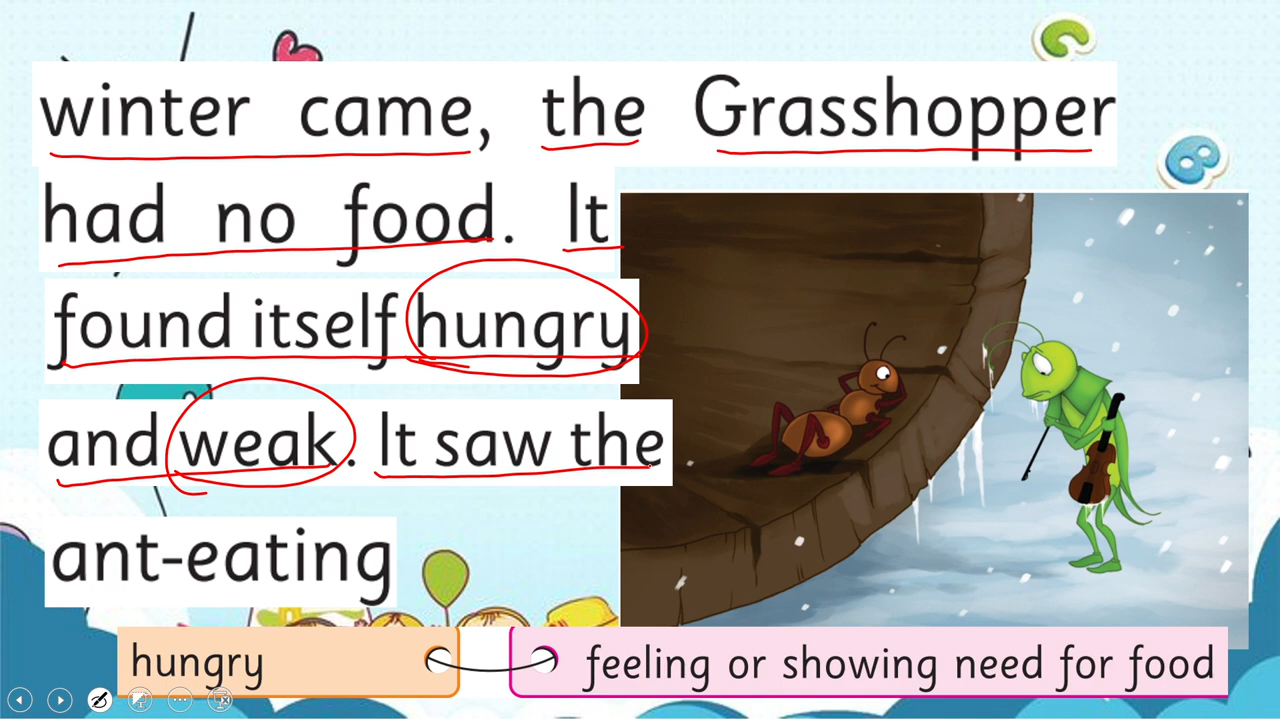 winter came, the Grasshopper
had no food. It
found itself hungry
and weak. It saw the
ant-eating
hungry
feeling or showing need for food